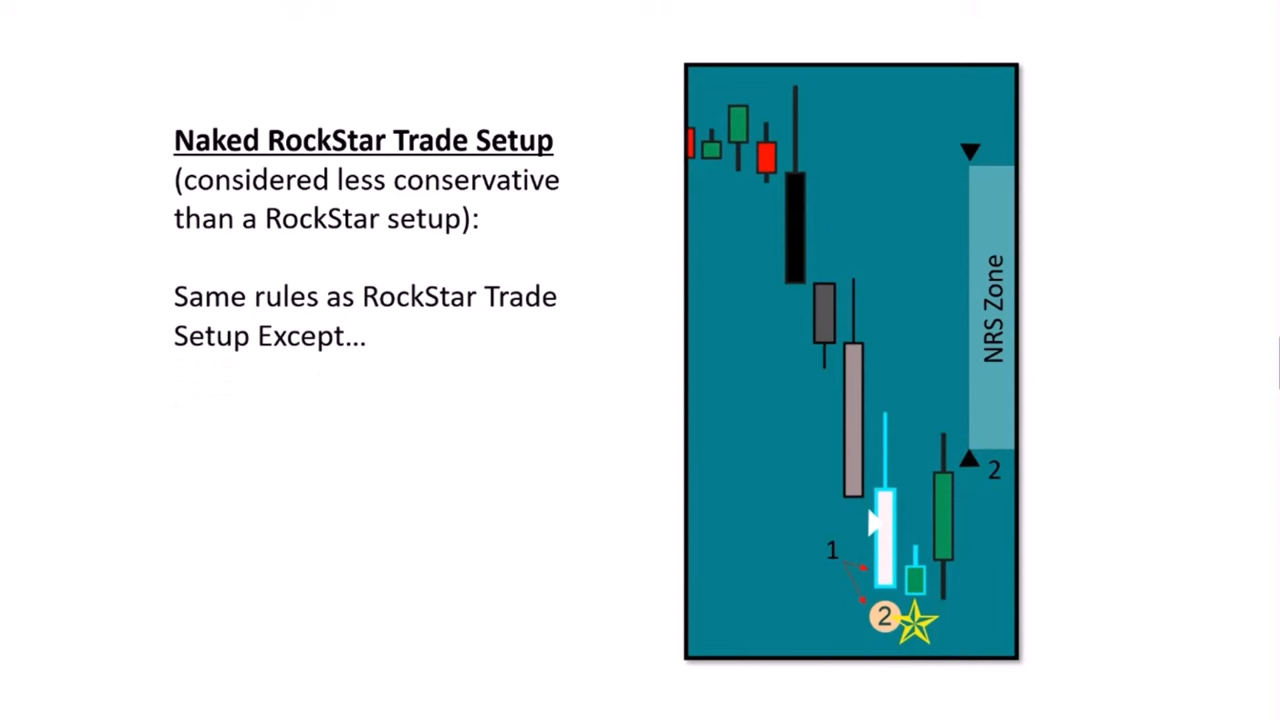 Naked RockStar Trade Setup
(considered less conservative
than a RockStar setup):
Same rules as RockStar Trade
Setup Except...
NRS Zone
2
1
2